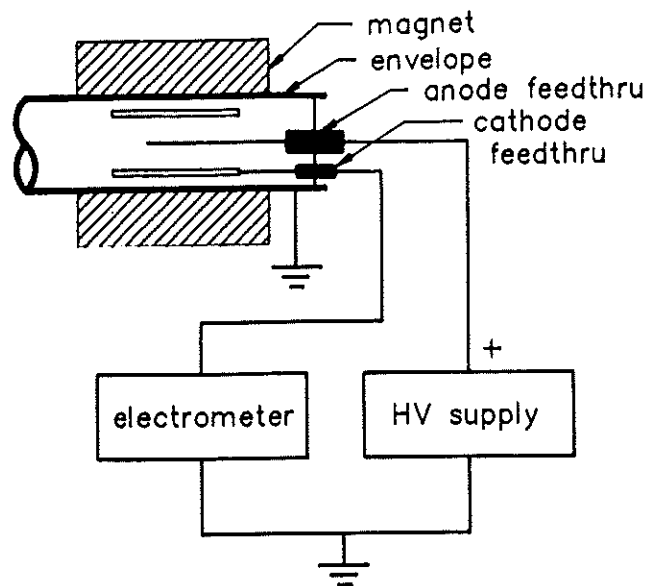 magnet
envelope
anode feedthru
cathode
feedthru
+
electrometer
HV supply